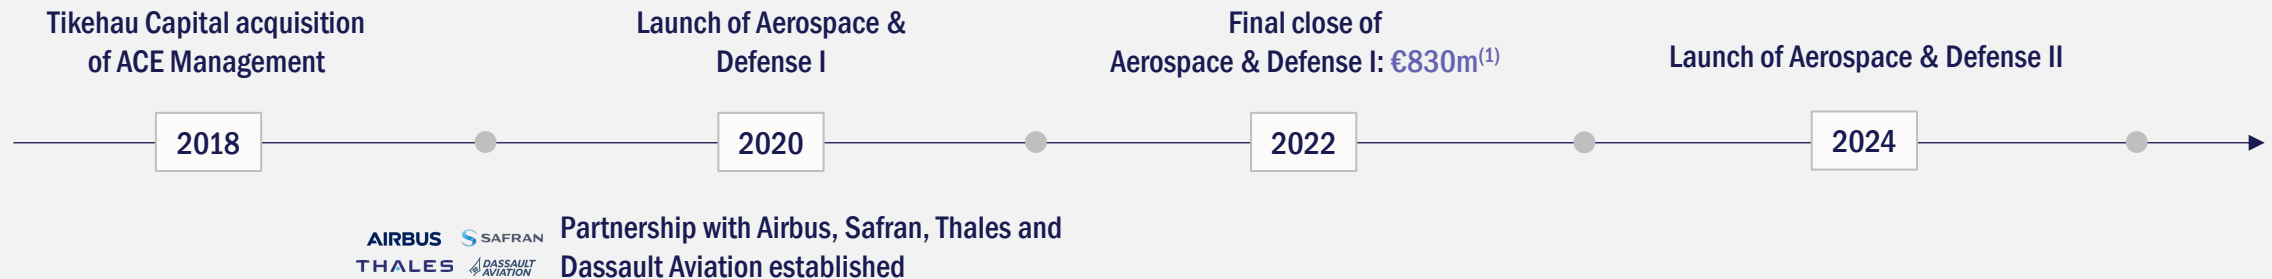 Tikehau Capital acquisition
of ACE Management
Launch of Aerospace &
Defense I
Final close of
Aerospace & Defense I: €830m(1)
Launch of Aerospace & Defense II
2018
2020
2022
2024
AIRBUS
SAFRAN
THALES
DASSAULT
AVIATION
Partnership with Airbus, Safran, Thales and
Dassault Aviation established